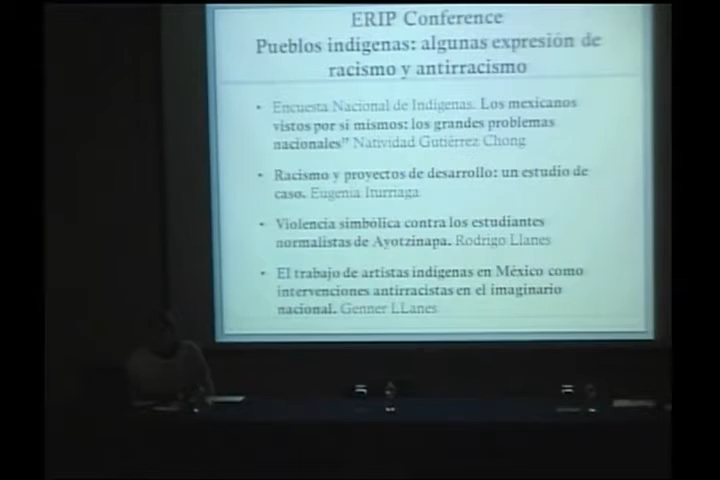 ERIP Conference
Pueblos indigenas: algunas expresión de
racismo y antirracismo
• Encuesta Nacional de Indígenas. Los mexicanos
vistos por sí mismos: los grandes problemas
nacionales" Natividad Gutiérrez Chong
• Racismo y proyectos de desarrollo: un estudio de
caso. Eugenia Iturriaga
• Violencia simbólica contra los estudiantes
normalistas de Ayotzinapa. Rodrigo Llanes
• El trabajo de artistas indígenas en México como
intervenciones antirracistas en el imaginario
nacional. Genner LLanes